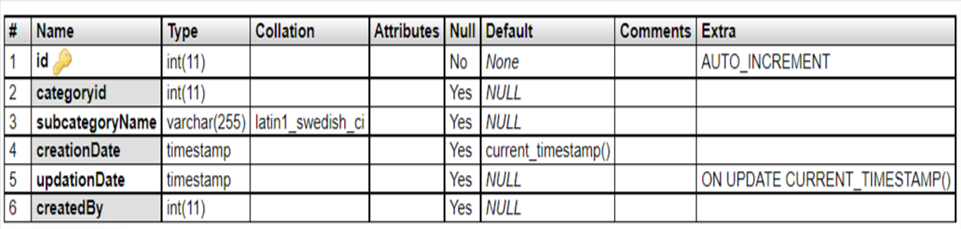 # Name Type Collation Attributes Null Default Comments Extra
1 id int(11) No None AUTO_INCREMENT
2 categoryid int(11) Yes NULL
3 subcategoryName varchar(255) latin1_swedish_ci Yes NULL
4 creationDate timestamp Yes current_timestamp()
5 updationDate timestamp Yes NULL ON UPDATE CURRENT_TIMESTAMP()
6 createdBy int(11) Yes NULL